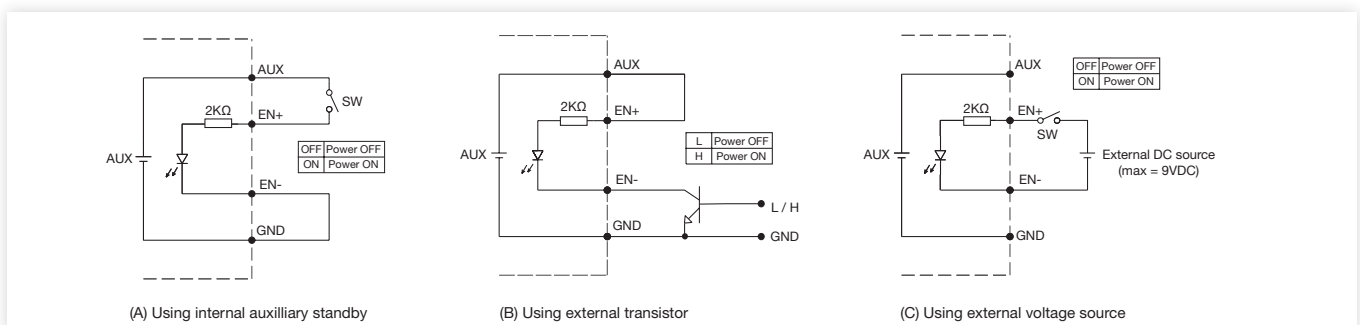 AUX
2KΩ
EN+
SW
OFF Power OFF
ON Power ON
AUX
EN-
GND
(A) Using internal auxilliary standby
AUX
2KΩ
EN+
L Power OFF
H Power ON
AUX
EN-
L / H
GND
GND
(B) Using external transistor
AUX
OFF Power OFF
ON Power ON
2KΩ
EN+
SW
AUX
External DC source
(max = 9VDC)
EN-
GND
(C) Using external voltage source